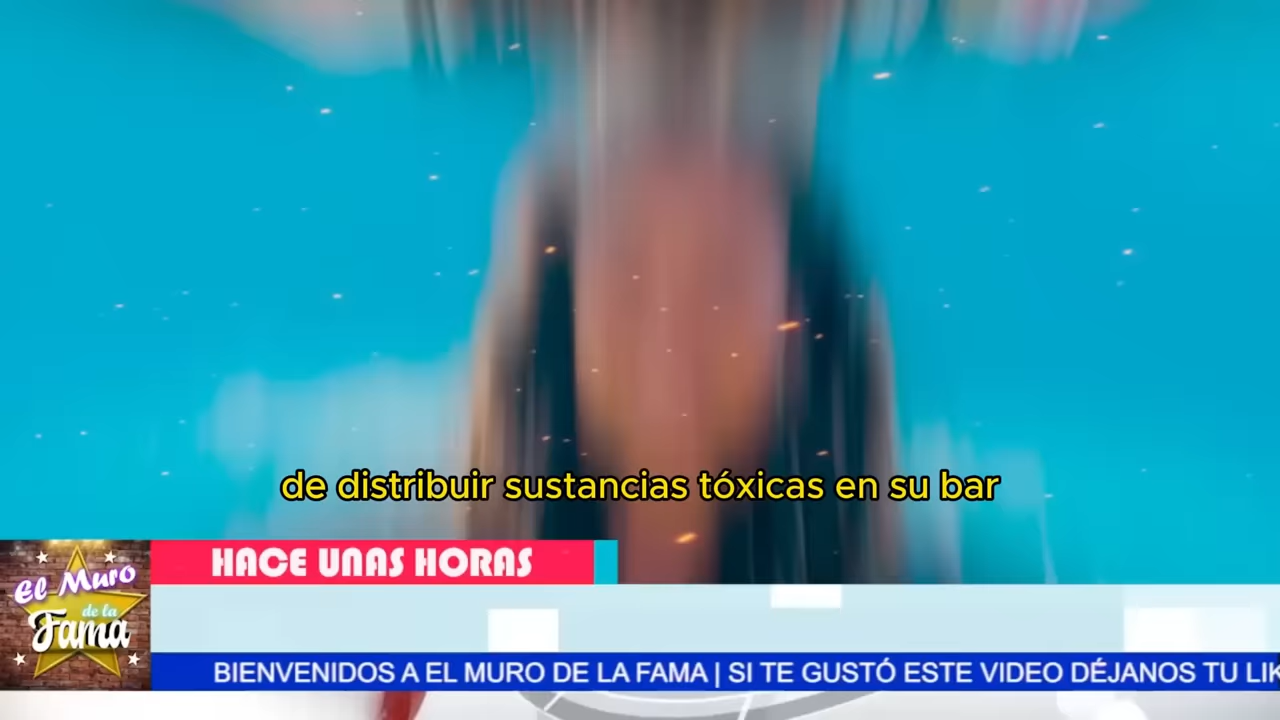 de distribuir sustancias tóxicas en su bar
HACE UNAS HORAS
El Muro
de la
Fama
BIENVENIDOS A EL MURO DE LA FAMA | SI TE GUSTÓ ESTE VIDEO DÉJANOS TU LIK